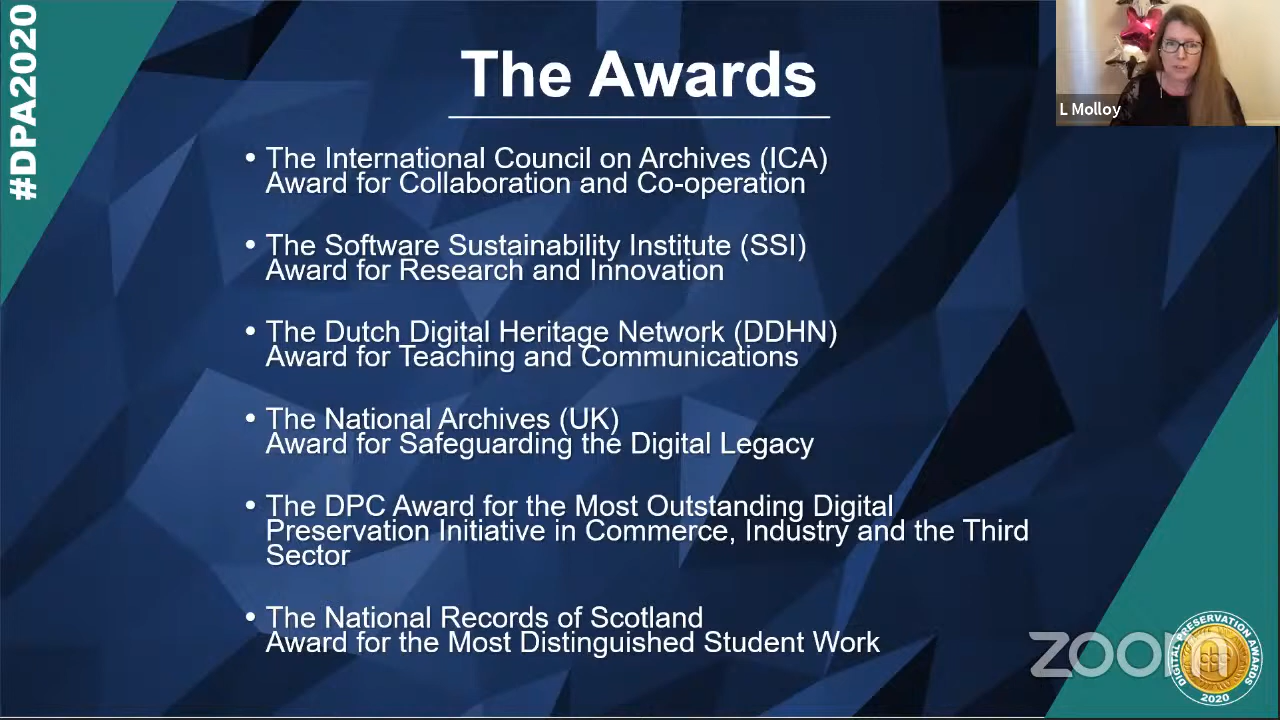 #DPA2020
The Awards
L Molloy
• The International Council on Archives (ICA)
Award for Collaboration and Co-operation
• The Software Sustainability Institute (SSI)
Award for Research and Innovation
• The Dutch Digital Heritage Network (DDHN)
Award for Teaching and Communications
• The National Archives (UK)
Award for Safeguarding the Digital Legacy
• The DPC Award for the Most Outstanding Digital
Preservation Initiative in Commerce, Industry and the Third
Sector
• The National Records of Scotland
Award for the Most Distinguished Student Work
zoom
DIGITAL PRESERVATION AWARDS
2020